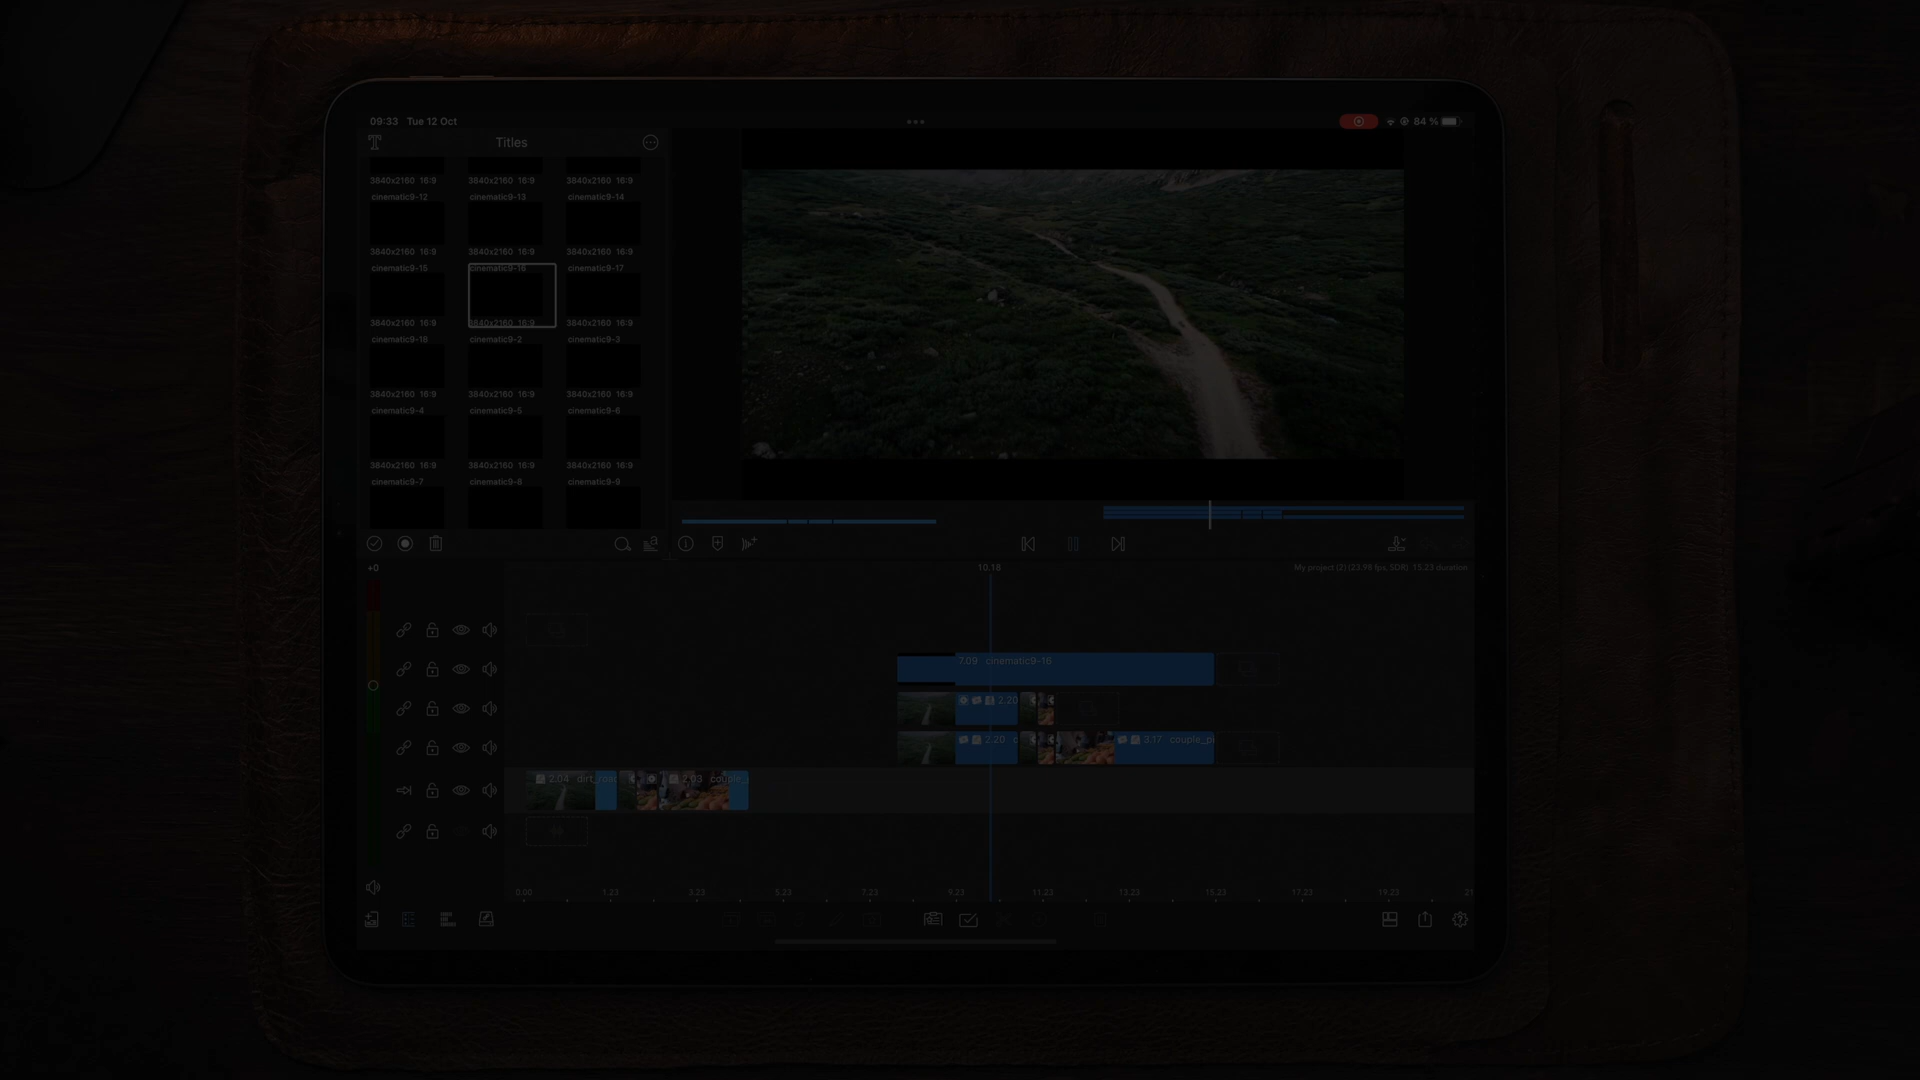 09:33 Tue 12 Oct
84 %
Titles
3840x2160 16:9 3840x2160 16:9 3840x2160 16:9
cinematic9-12 cinematic9-13 cinematic9-14
3840x2160 16:9 3840x2160 16:9 3840x2160 16:9
cinematic9-15 cinematic9-16 cinematic9-17
3840x2160 16:9 3840x2160 16:9 3840x2160 16:9
cinematic9-18 cinematic9-2 cinematic9-3
3840x2160 16:9 3840x2160 16:9 3840x2160 16:9
cinematic9-4 cinematic9-5 cinematic9-6
3840x2160 16:9 3840x2160 16:9 3840x2160 16:9
cinematic9-7 cinematic9-8 cinematic9-9
+0
10.18
My project (2) (23.98 fps, SDR) 15.23 duration
7.09 cinematic9-16
2.20
2.20 c
3.17 couple_pi
2.04 dirt_roa
2.03 couple_
0.00 1.23 3.23 5.23 7.23 9.23 11.23 13.23 15.23 17.23 19.23 21